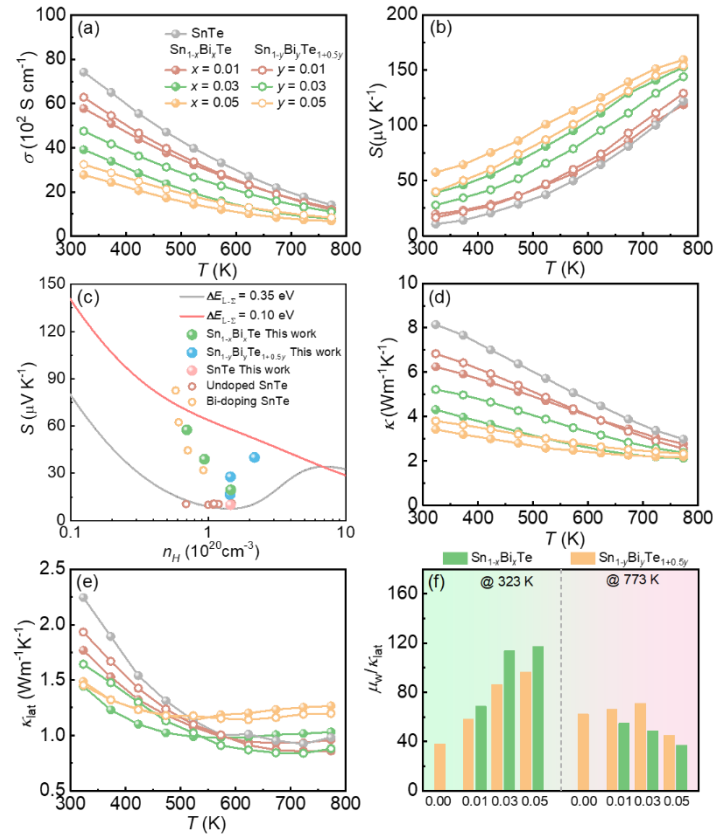 (a)
SnTe
Sn1-xBixTe Sn1-yBiyTe1+0.5y
x = 0.01 y = 0.01
x = 0.03 y = 0.03
x = 0.05 y = 0.05
100
80
60
40
20
0
σ (10² S cm⁻¹)
300 400 500 600 700 800
T (K)
(b)
200
150
100
50
0
S(μV K⁻¹)
300 400 500 600 700 800
T (K)
(c)
ΔE L-Σ = 0.35 eV
ΔE L-Σ = 0.10 eV
Sn1-xBixTe This work
Sn1-yBiyTe1+0.5y This work
SnTe This work
Undoped SnTe
Bi-doping SnTe
150
120
90
60
30
0
S (μV K⁻¹)
0.1 1 10
nH (10²⁰cm⁻³)
(d)
10
8
6
4
2
0
κ (Wm⁻¹K⁻¹)
300 400 500 600 700 800
T (K)
(e)
2.5
2.0
1.5
1.0
0.5
κlat (Wm⁻¹K⁻¹)
300 400 500 600 700 800
T (K)
Sn1-xBixTe Sn1-yBiyTe1+0.5y
@ 323 K @ 773 K
(f)
160
120
80
40
0
μw/κlat
0.00 0.01 0.03 0.05 0.00 0.01 0.03 0.05